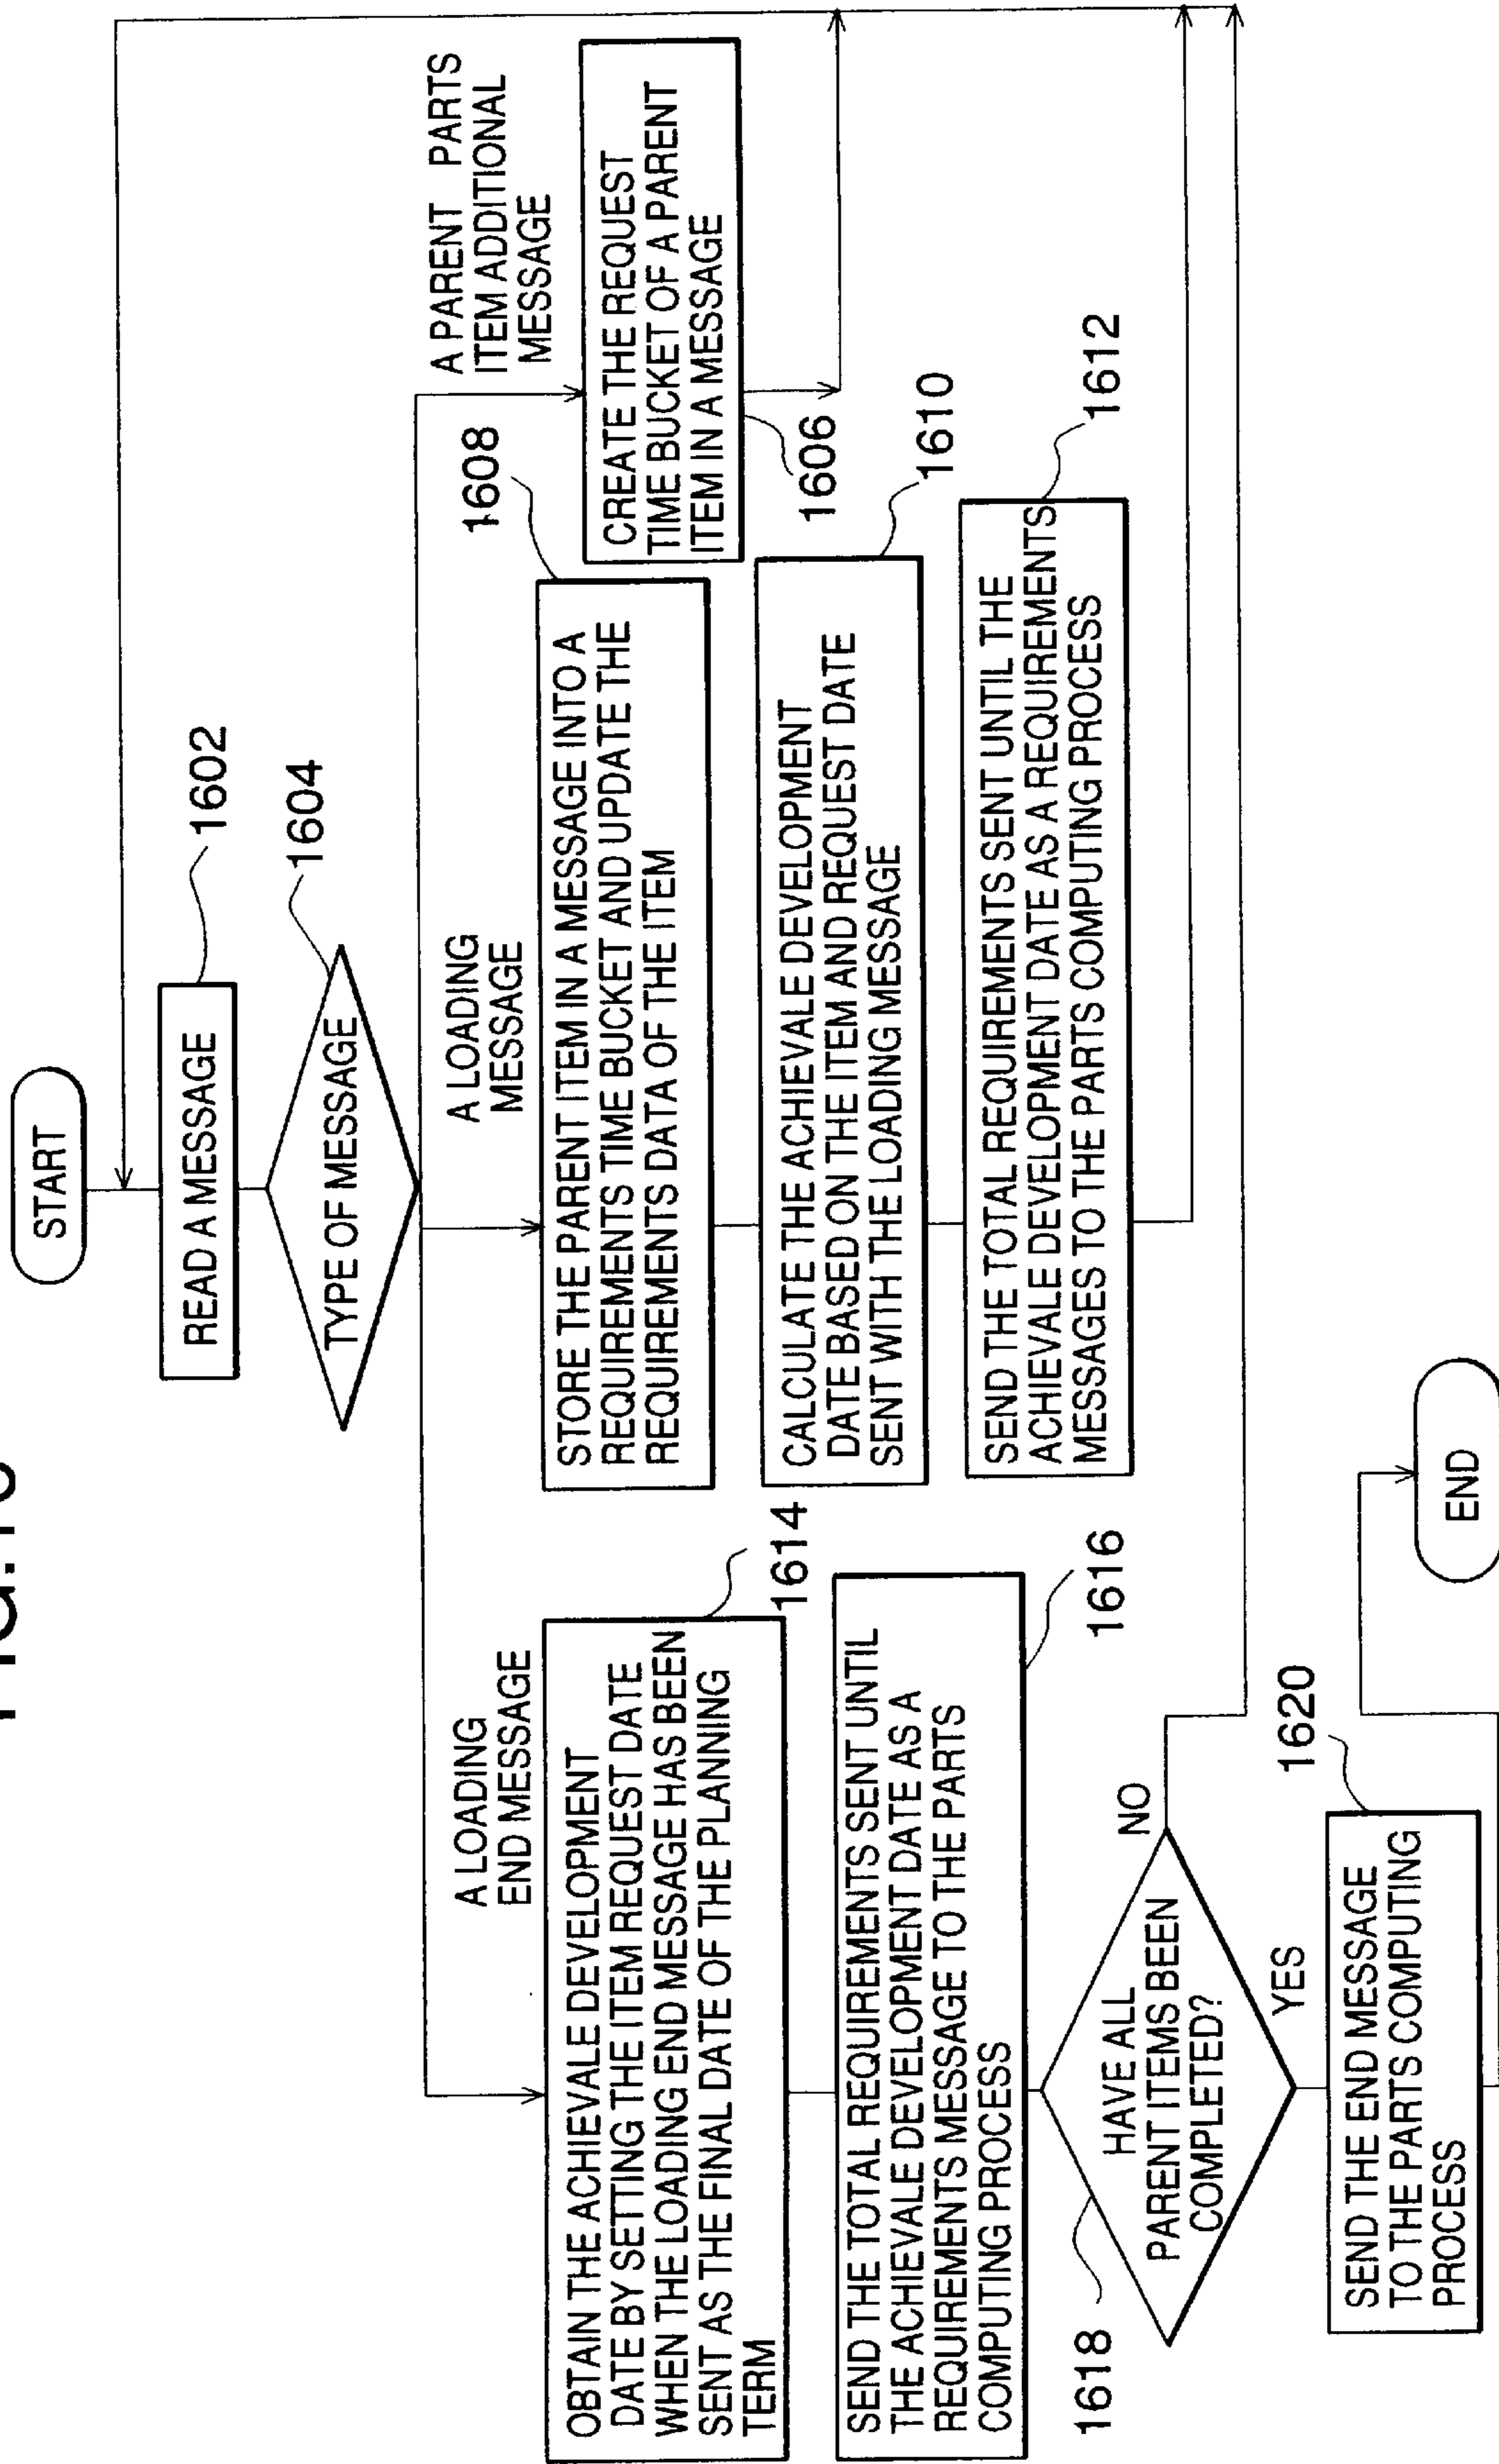 START
READ A MESSAGE
1602
TYPE OF MESSAGE
1604
A LOADING
END MESSAGE
OBTAIN THE ACHIEVALE DEVELOPMENT
DATE BY SETTING THE ITEM REQUEST DATE
WHEN THE LOADING END MESSAGE HAS BEEN
SENT AS THE FINAL DATE OF THE PLANNING
TERM
1614
SEND THE TOTAL REQUIREMENTS SENT UNTIL
THE ACHIEVALE DEVELOPMENT DATE AS A
REQUIREMENTS MESSAGE TO THE PARTS
COMPUTING PROCESS
1616
HAVE ALL
PARENT ITEMS BEEN
COMPLETED?
1618
NO
YES
SEND THE END MESSAGE
TO THE PARTS COMPUTING
PROCESS
1620
END
A LOADING
MESSAGE
1608
STORE THE PARENT ITEM IN A MESSAGE INTO A
REQUIREMENTS TIME BUCKET AND UPDATE THE
REQUIREMENTS DATA OF THE ITEM
CALCULATE THE ACHIEVALE DEVELOPMENT
DATE BASED ON THE ITEM AND REQUEST DATE
SENT WITH THE LOADING MESSAGE
1610
SEND THE TOTAL REQUIREMENTS SENT UNTIL THE
ACHIEVALE DEVELOPMENT DATE AS A REQUIREMENTS
MESSAGES TO THE PARTS COMPUTING PROCESS
1612
A PARENT PARTS
ITEM ADDITIONAL
MESSAGE
CREATE THE REQUEST
TIME BUCKET OF A PARENT
ITEM IN A MESSAGE
1606